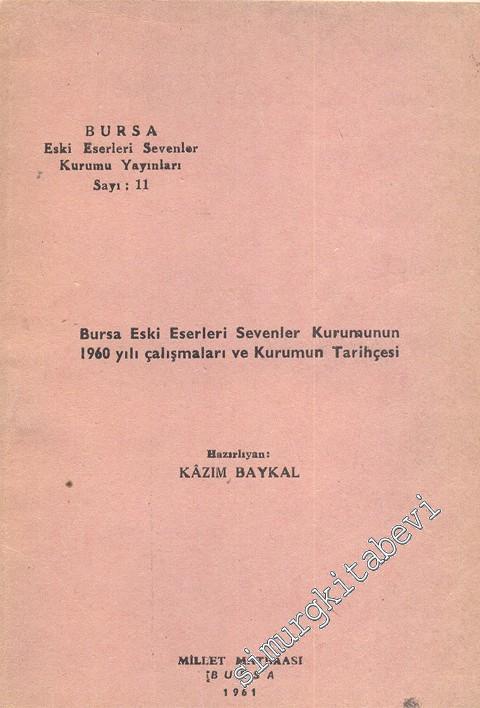 BURSA
Eski Eserleri Sevenler
Kurumu Yayınları
Sayı : 11
Bursa Eski Eserleri Sevenler Kurumunun
1960 yılı çalışmaları ve Kurumun Tarihçesi
Hazırlıyan:
KÂZIM BAYKAL
simurgkitabevi
MİLLET MATBAASI
BURSA
1961